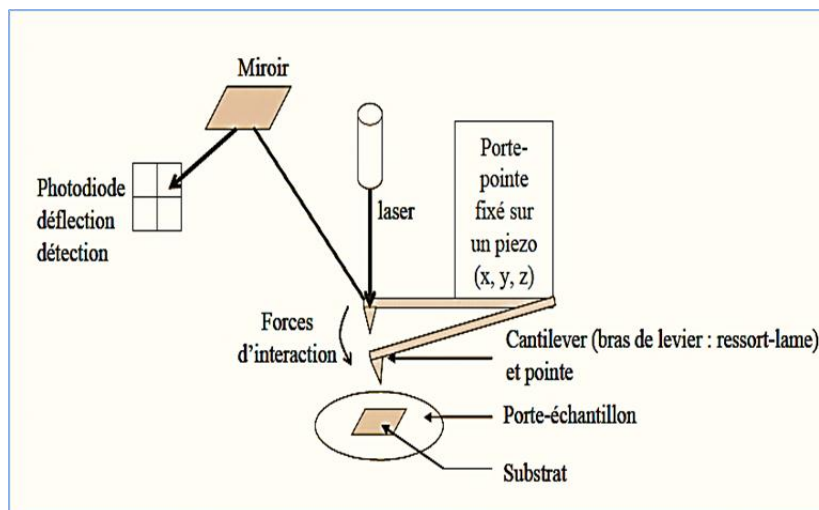 Miroir
Photodiode
déflection
détection
laser
Porte-
pointe
fixé sur
un piezo
(x, y, z)
Forces
d'interaction
Cantilever (bras de levier : ressort-lame)
et pointe
Porte-échantillon
Substrat